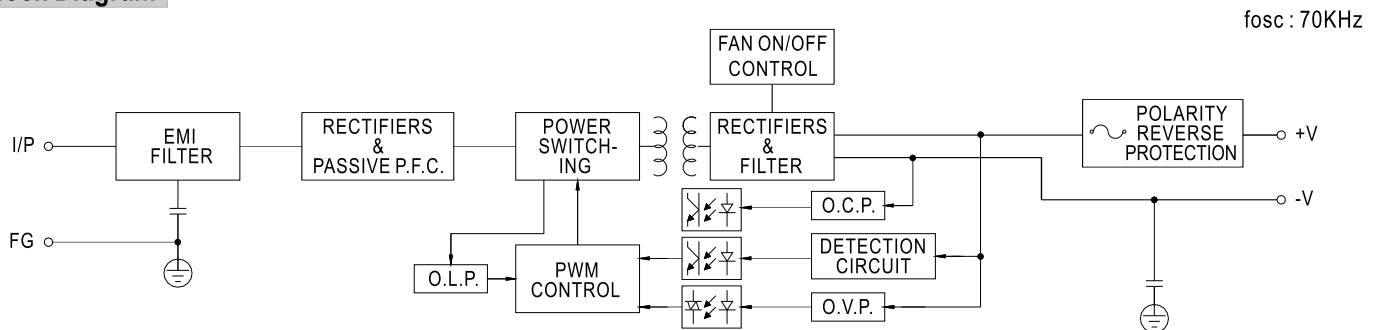 fosc : 70KHz
FAN ON/OFF
CONTROL
I/P
EMI
FILTER
RECTIFIERS
&
PASSIVE P.F.C.
POWER
SWITCH-
ING
RECTIFIERS
&
FILTER
POLARITY
REVERSE
PROTECTION
+V
-V
O.C.P.
FG
DETECTION
CIRCUIT
O.L.P.
PWM
CONTROL
O.V.P.